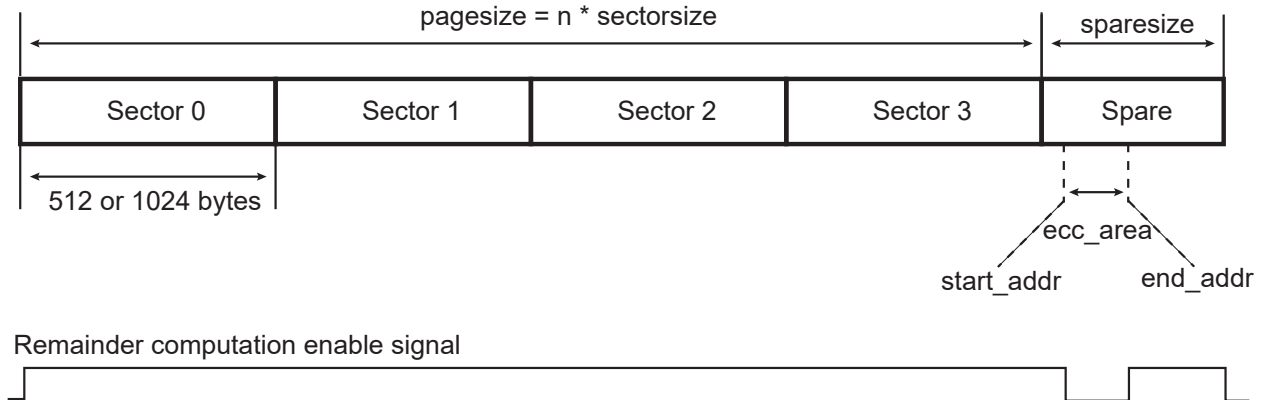 pagesize = n * sectorsize
sparesize
Sector 0
Sector 1
Sector 2
Sector 3
Spare
512 or 1024 bytes
ecc_area
start_addr
end_addr
Remainder computation enable signal